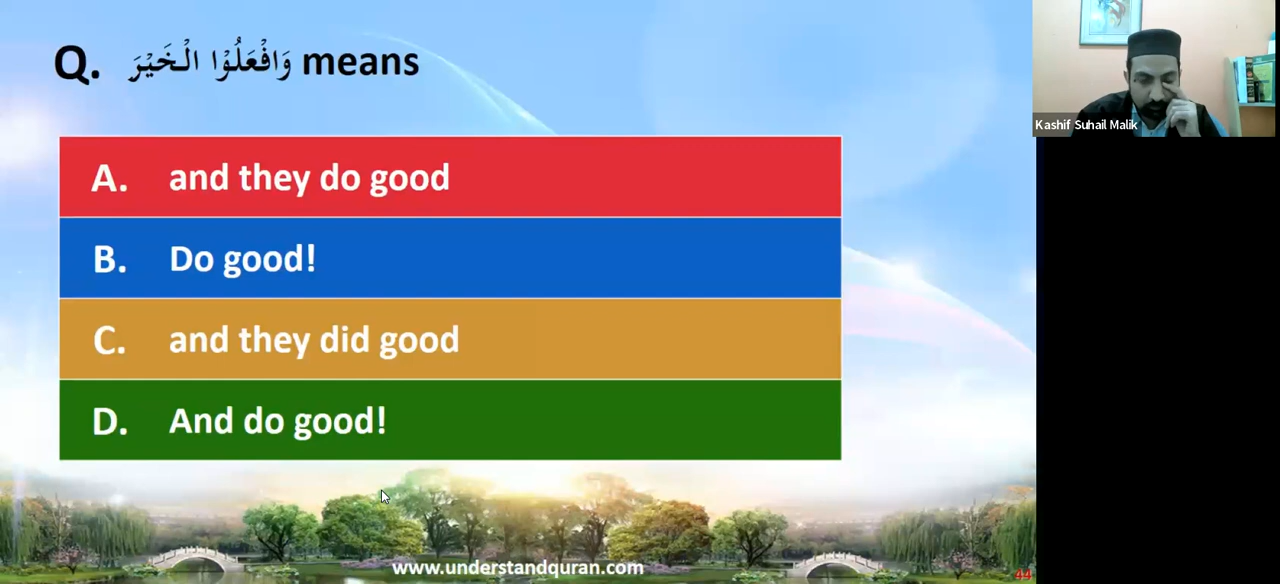 Q. وَافْعَلُوْا الْخَيْرَ means
Kashif Suhail Malik
A. and they do good
B. Do good!
C. and they did good
D. And do good!
www.understandquran.com
44